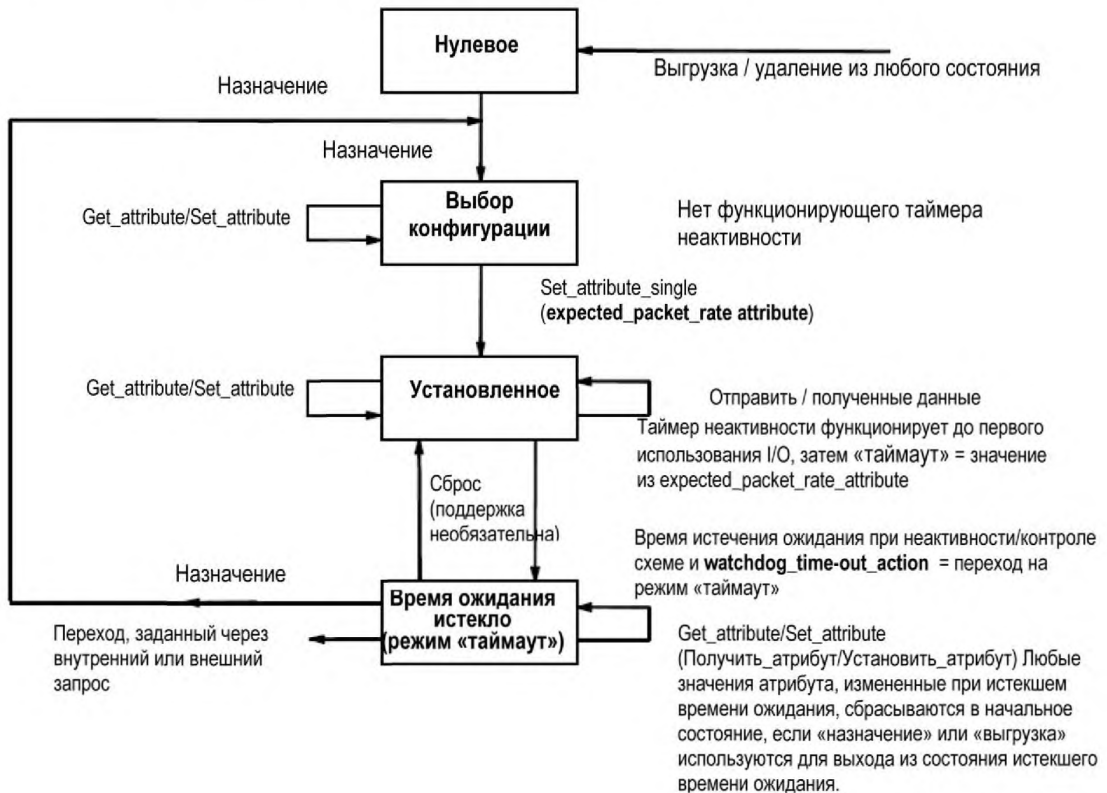 Нулевое
Выгрузка / удаление из любого состояния
Назначение
Назначение
Выбор
конфигурации
Get_attribute/Set_attribute
Нет функционирующего таймера
неактивности
Set_attribute_single
(expected_packet_rate attribute)
Get_attribute/Set_attribute
Установленное
Отправить / полученные данные
Таймер неактивности функционирует до первого
использования I/O, затем «таймаут» = значение
из expected_packet_rate_attribute
Сброс
(поддержка
необязательна)
Время истечения ожидания при неактивности/контроле
схеме и watchdog_time-out_action = переход на
режим «таймаут»
Назначение
Время ожидания
истекло
(режим «таймаут»)
Переход, заданный через
внутренний или внешний
запрос
Get_attribute/Set_attribute
(Получить_атрибут/Установить_атрибут) Любые
значения атрибута, измененные при истекшем
времени ожидания, сбрасываются в начальное
состояние, если «назначение» или «выгрузка»
используются для выхода из состояния истекшего
времени ожидания.